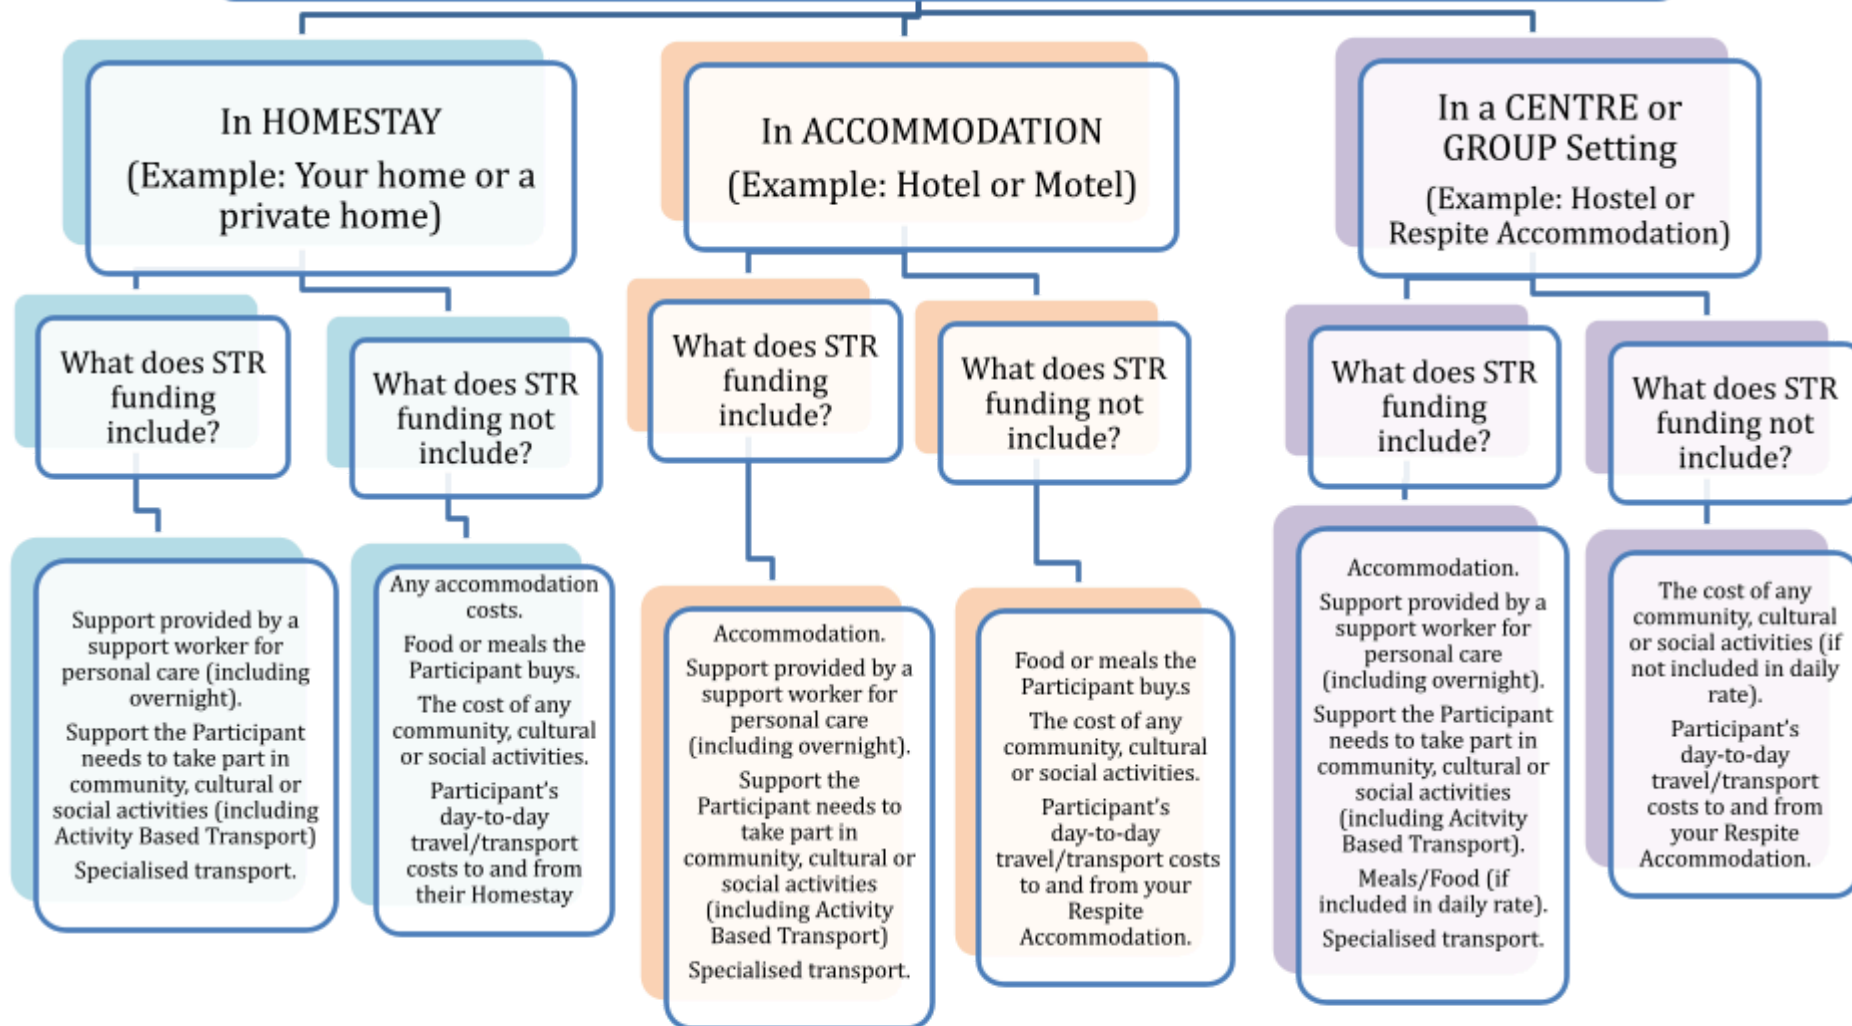 In HOMESTAY
(Example: Your home or a
private home)
In ACCOMMODATION
(Example: Hotel or Motel)
In a CENTRE or
GROUP Setting
(Example: Hostel or
Respite Accommodation)
What does STR
funding
include?
What does STR
funding not
include?
What does STR
funding
include?
What does STR
funding not
include?
What does STR
funding
include?
What does STR
funding not
include?
Support provided by a
support worker for
personal care (including
overnight).
Support the Participant
needs to take part in
community, cultural or
social activities (including
Activity Based Transport)
Specialised transport.
Any accommodation
costs.
Food or meals the
Participant buys.
The cost of any
community, cultural
or social activities.
Participant's
day-to-day
travel/transport
costs to and from
their Homestay
Accommodation.
Support provided by a
support worker for
personal care
(including overnight).
Support the
Participant needs to
take part in
community, cultural or
social activities
(including Activity
Based Transport)
Specialised transport.
Food or meals the
Participant buy.s
The cost of any
community, cultural
or social activities.
Participant's
day-to-day
travel/transport costs
to and from your
Respite
Accommodation.
Accommodation.
Support provided by a
support worker for
personal care
(including overnight).
Support the Participant
needs to take part in
community, cultural or
social activities
(including Acitvity
Based Transport).
Meals/Food (if
included in daily rate).
Specialised transport.
The cost of any
community, cultural
or social activities (if
not included in daily
rate).
Participant's
day-to-day
travel/transport
costs to and from
your Respite
Accommodation.